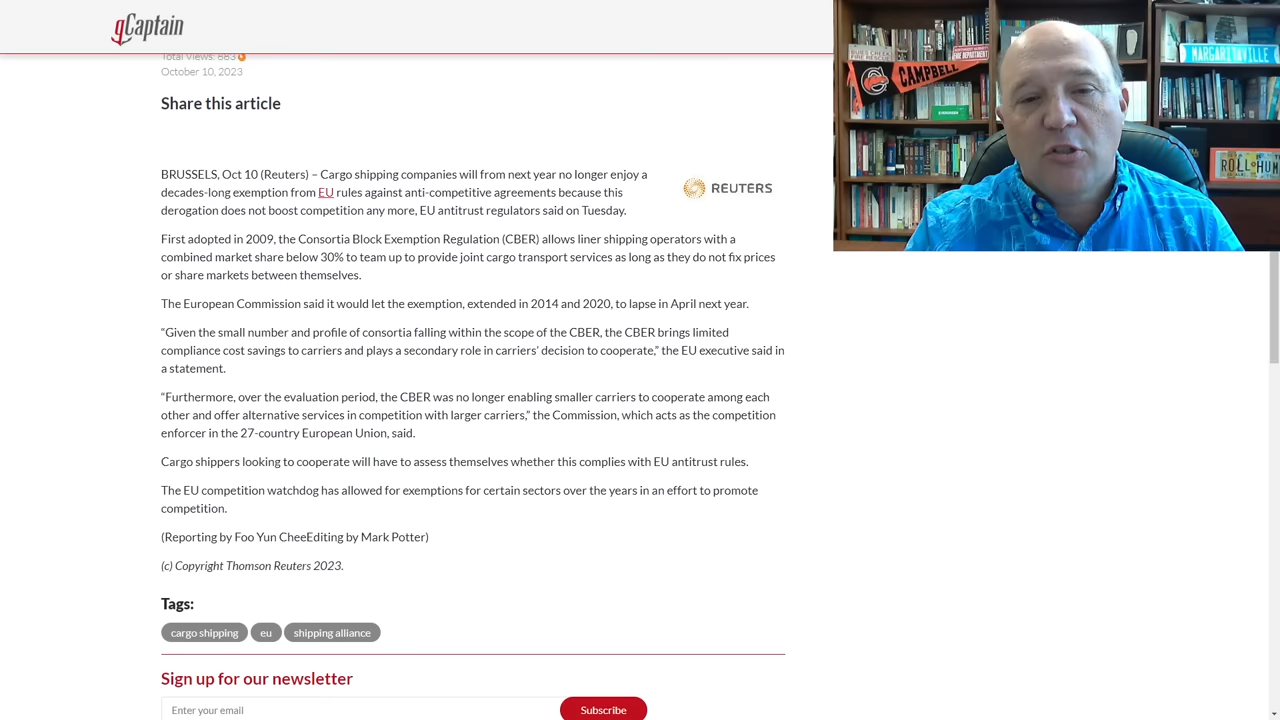 gCaptain
Total Views: 883
October 10, 2023
Share this article
BRUSSELS, Oct 10 (Reuters) – Cargo shipping companies will from next year no longer enjoy a
decades-long exemption from EU rules against anti-competitive agreements because this
derogation does not boost competition any more, EU antitrust regulators said on Tuesday.
REUTERS
First adopted in 2009, the Consortia Block Exemption Regulation (CBER) allows liner shipping operators with a
combined market share below 30% to team up to provide joint cargo transport services as long as they do not fix prices
or share markets between themselves.
The European Commission said it would let the exemption, extended in 2014 and 2020, to lapse in April next year.
“Given the small number and profile of consortia falling within the scope of the CBER, the CBER brings limited
compliance cost savings to carriers and plays a secondary role in carriers’ decision to cooperate,” the EU executive said in
a statement.
“Furthermore, over the evaluation period, the CBER was no longer enabling smaller carriers to cooperate among each
other and offer alternative services in competition with larger carriers,” the Commission, which acts as the competition
enforcer in the 27-country European Union, said.
Cargo shippers looking to cooperate will have to assess themselves whether this complies with EU antitrust rules.
The EU competition watchdog has allowed for exemptions for certain sectors over the years in an effort to promote
competition.
(Reporting by Foo Yun CheeEditing by Mark Potter)
(c) Copyright Thomson Reuters 2023.
Tags:
cargo shipping eu shipping alliance
Sign up for our newsletter
Enter your email Subscribe
CAMPBELL
MARGARITAVILLE